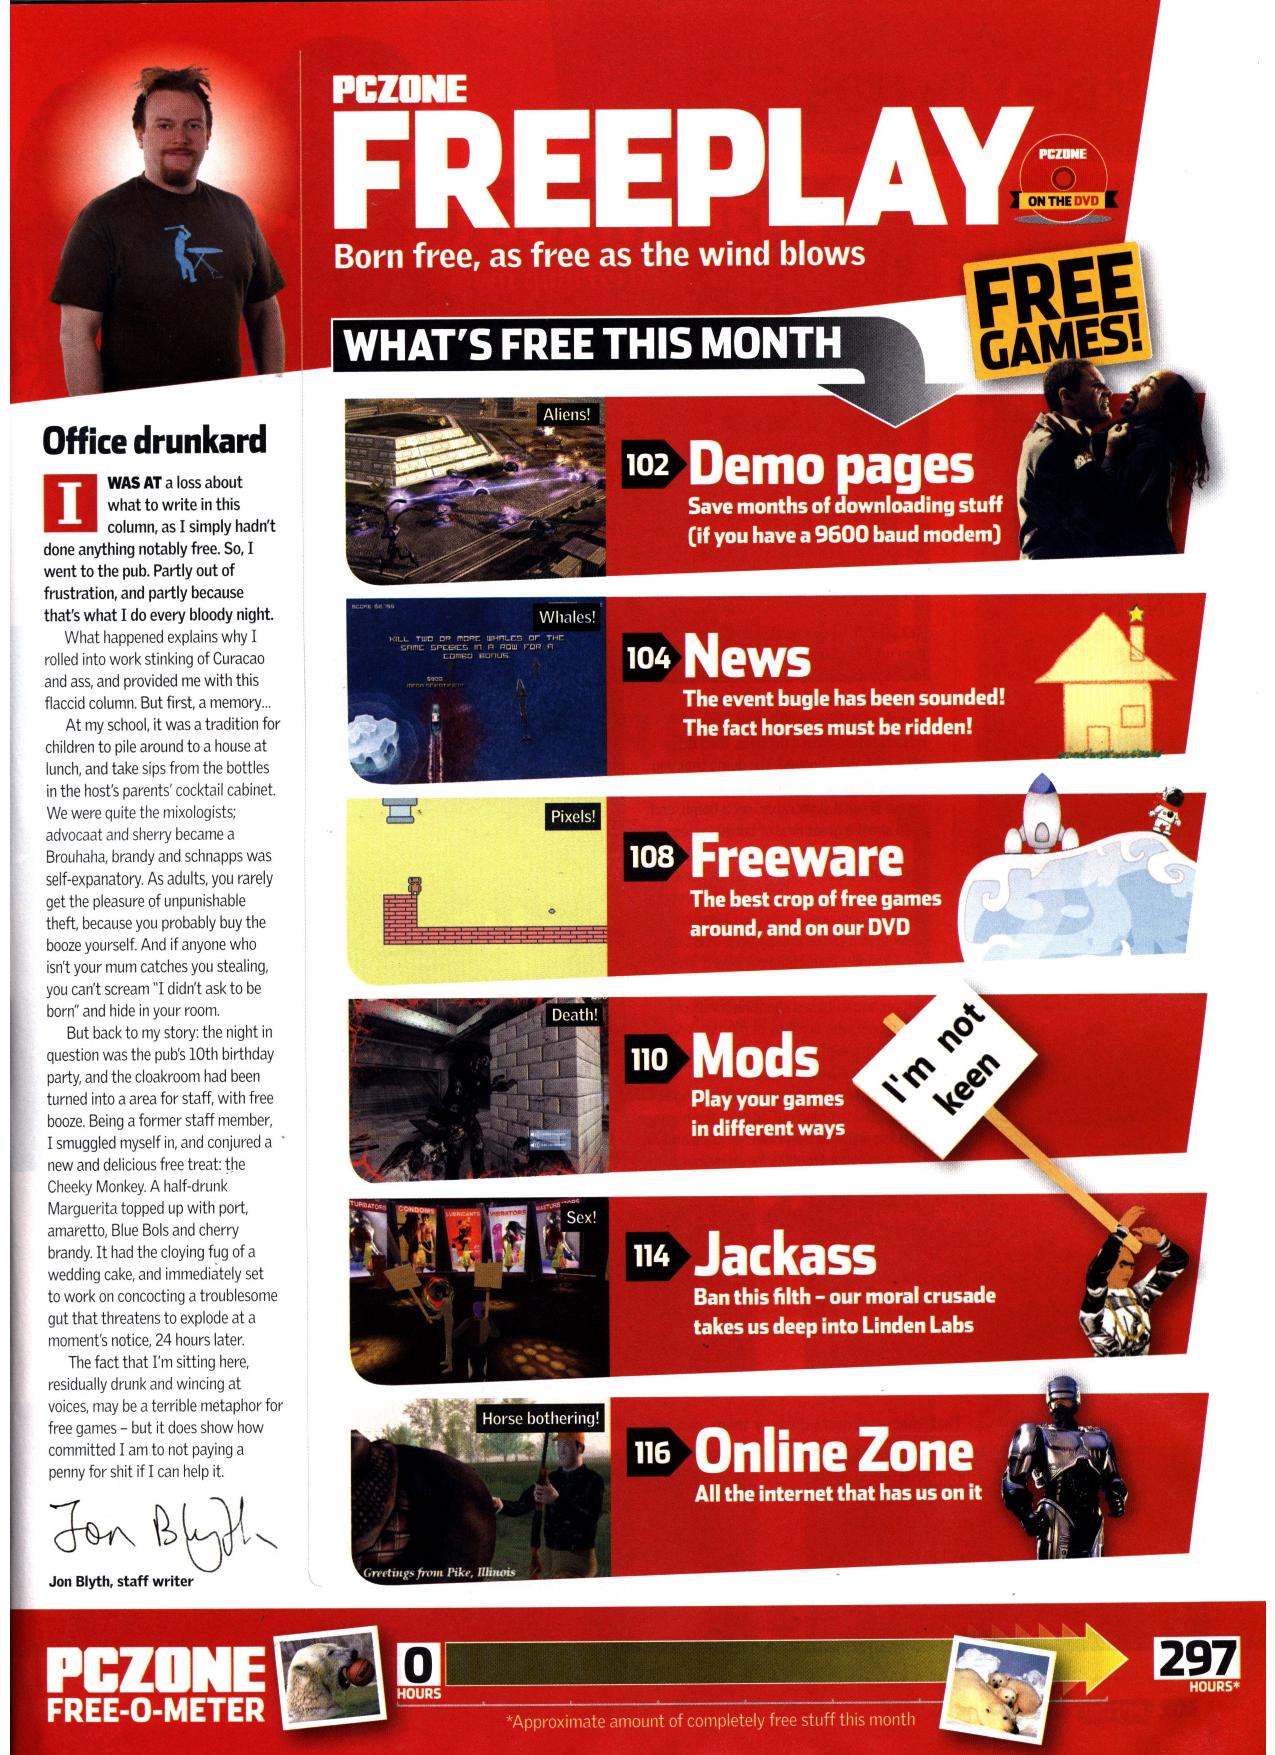 PCZONE
FREEPLAY
PCZONE
ON THE DVD
Born free, as free as the wind blows
FREE
GAMES!
WHAT'S FREE THIS MONTH
Office drunkard
I WAS AT a loss about
what to write in this
column, as I simply hadn't
done anything notably free. So, I
went to the pub. Partly out of
frustration, and partly because
that's what I do every bloody night.
What happened explains why I
rolled into work stinking of Curacao
and ass, and provided me with this
flaccid column. But first, a memory...
At my school, it was a tradition for
children to pile around to a house at
lunch, and take sips from the bottles
in the host's parents' cocktail cabinet.
We were quite the mixologists;
advocaat and sherry became a
Brouhaha, brandy and schnapps was
self-expanatory. As adults, you rarely
get the pleasure of unpunishable
theft, because you probably buy the
booze yourself. And if anyone who
isn't your mum catches you stealing,
you can't scream "I didn't ask to be
born" and hide in your room.
But back to my story: the night in
question was the pub's 10th birthday
party, and the cloakroom had been
turned into a area for staff, with free
booze. Being a former staff member,
I smuggled myself in, and conjured a
new and delicious free treat: the
Cheeky Monkey. A half-drunk
Marguerita topped up with port,
amaretto, Blue Bols and cherry
brandy. It had the cloying fug of a
wedding cake, and immediately set
to work on concocting a troublesome
gut that threatens to explode at a
moment's notice, 24 hours later.
The fact that I'm sitting here,
residually drunk and wincing at
voices, may be a terrible metaphor for
free games – but it does show how
committed I am to not paying a
penny for shit if I can help it.
Jon Blyth
Jon Blyth, staff writer
Aliens!
102 Demo pages
Save months of downloading stuff
(if you have a 9600 baud modem)
Whales!
KILL TWO OR MORE WHALES OF THE
SAME SPECIES IN A ROW FOR A
COMBO BONUS.
104 News
The event bugle has been sounded!
The fact horses must be ridden!
Pixels!
108 Freeware
The best crop of free games
around, and on our DVD
Death!
110 Mods
Play your games
in different ways
I'm not
keen
CONDOMS
LUBRICANTS
VIBRATORS
Sex!
114 Jackass
Ban this filth – our moral crusade
takes us deep into Linden Labs
Horse bothering!
Greetings from Pike, Illinois
116 Online Zone
All the internet that has us on it
PCZONE
FREE-O-METER
0
HOURS
297
HOURS*
*Approximate amount of completely free stuff this month